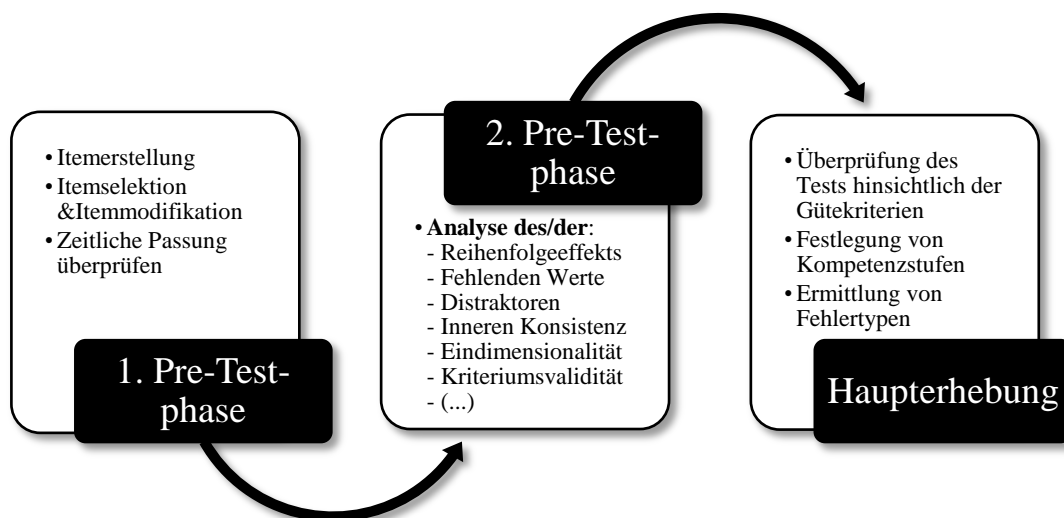 • Itemerstellung
• Itemselektion
&Itemmodifikation
• Zeitliche Passung
überprüfen
1. Pre-Test-
phase
2. Pre-Test-
phase
• Analyse des/der:
- Reihenfolgeeffekts
- Fehlenden Werte
- Distraktoren
- Inneren Konsistenz
- Eindimensionalität
- Kriteriumsvalidität
- (...)
• Überprüfung des
Tests hinsichtlich der
Gütekriterien
• Festlegung von
Kompetenzstufen
• Ermittlung von
Fehlertypen
Haupterhebung